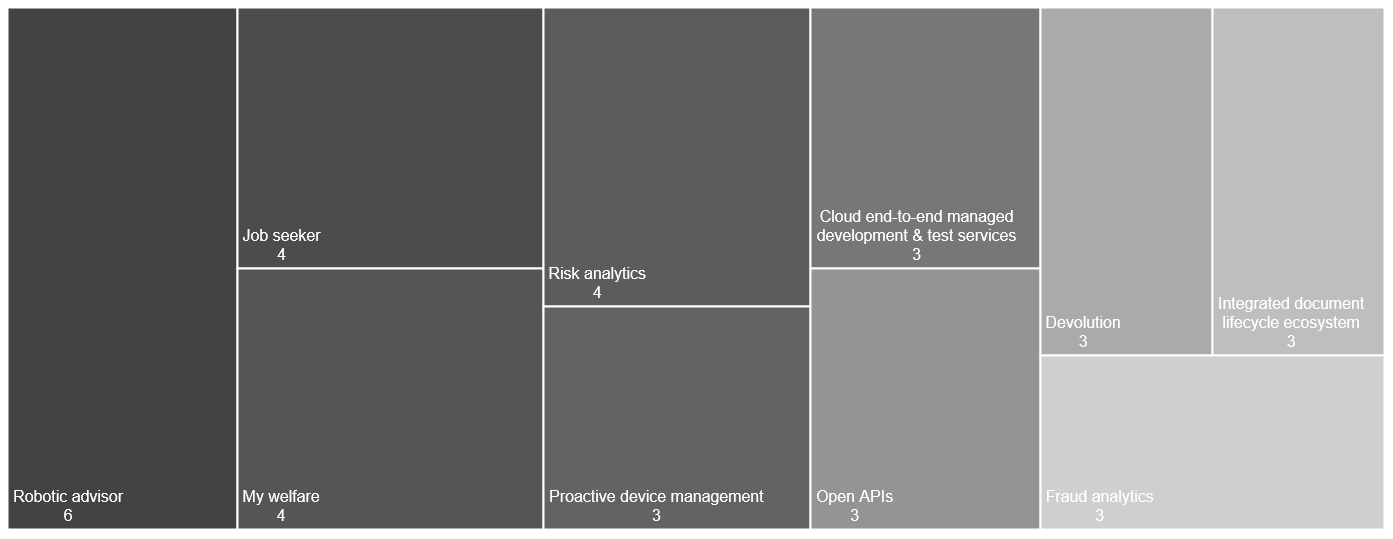 Robotic advisor
6
Job seeker
4
My welfare
4
Risk analytics
4
Proactive device management
3
Cloud end-to-end managed
development & test services
3
Open APIs
3
Devolution
3
Integrated document
lifecycle ecosystem
3
Fraud analytics
3